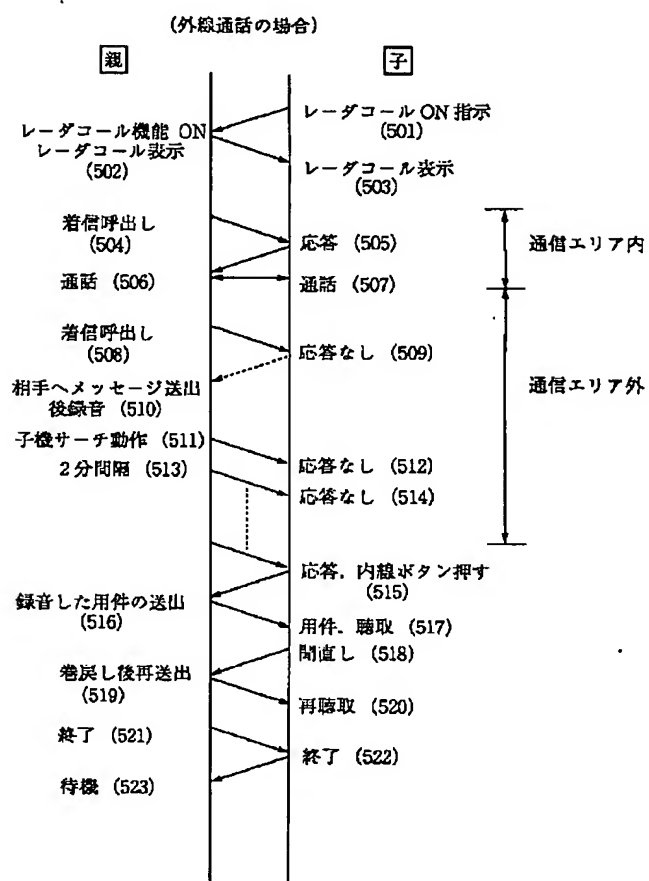 (外線通話の場合)
親
子
レーダコール ON 指示
(501)
レーダコール機能 ON
レーダコール表示
(502)
レーダコール表示
(503)
着信呼出し
(504)
応答 (505)
通信エリア内
通話 (506)
通話 (507)
着信呼出し
(508)
応答なし (509)
相手へメッセージ送出
後録音 (510)
通信エリア外
子機サーチ動作 (511)
応答なし (512)
2分間隔 (513)
応答なし (514)
応答、内線ボタン押す
(515)
録音した用件の送出
(516)
用件、聴取 (517)
聞直し (518)
巻戻し後再送出
(519)
再聴取 (520)
終了 (521)
終了 (522)
待機 (523)